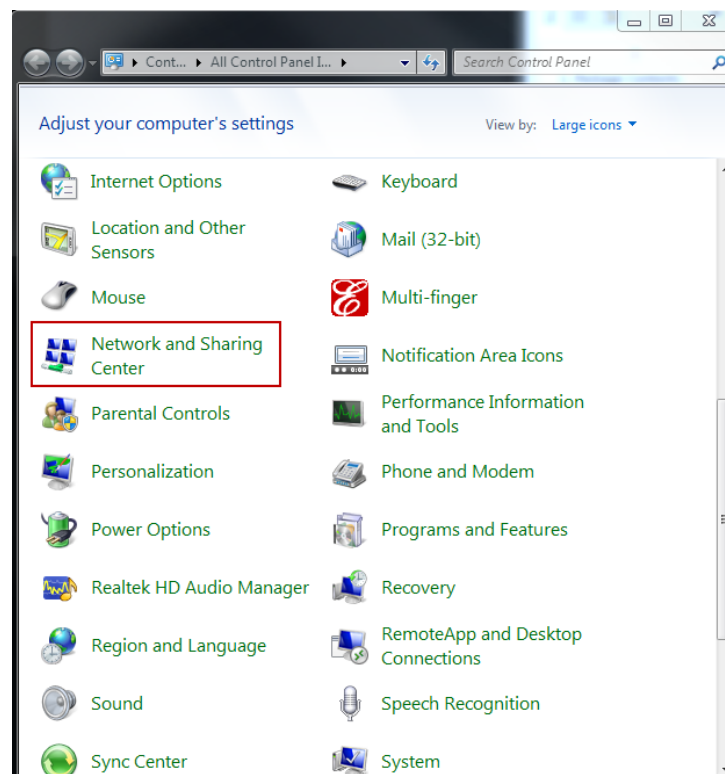 Cont... All Control Panel I... Search Control Panel
Adjust your computer's settings View by: Large icons
Internet Options Keyboard
Location and Other
Sensors
Mail (32-bit)
Mouse Multi-finger
Network and Sharing
Center
Notification Area Icons
Parental Controls
Performance Information
and Tools
Personalization Phone and Modem
Power Options Programs and Features
Realtek HD Audio Manager Recovery
Region and Language
RemoteApp and Desktop
Connections
Sound Speech Recognition
Sync Center System